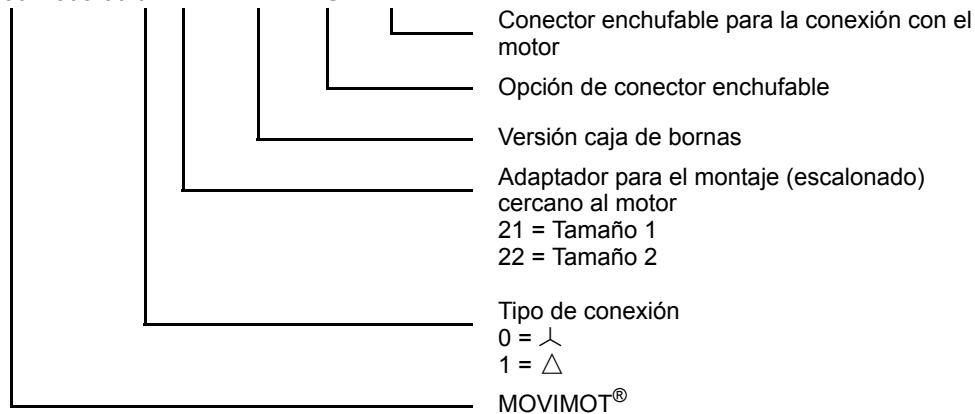 Conector enchufable para la conexión con el
motor
Opción de conector enchufable
Versión caja de bornas
Adaptador para el montaje (escalonado)
cercano al motor
21 = Tamaño 1
22 = Tamaño 2
Tipo de conexión
0 = ⅄
1 = △
MOVIMOT®